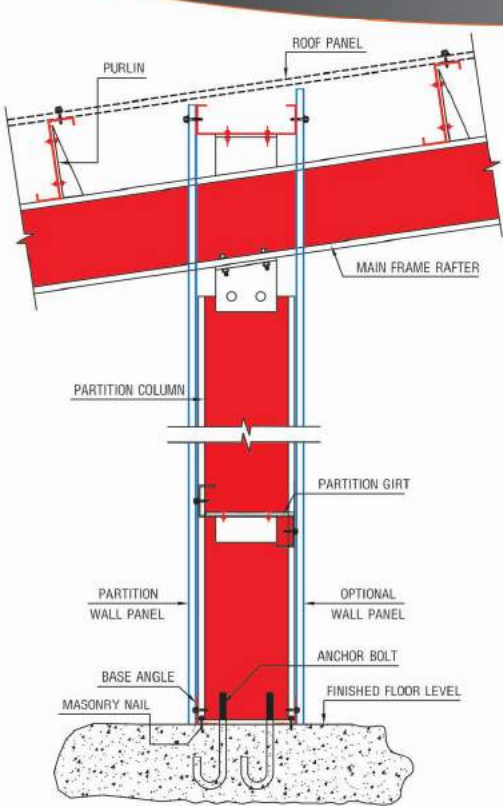 ROOF PANEL
PURLIN
MAIN FRAME RAFTER
PARTITION COLUMN
PARTITION GIRT
PARTITION
WALL PANEL
OPTIONAL
WALL PANEL
ANCHOR BOLT
BASE ANGLE
FINISHED FLOOR LEVEL
MASONRY NAIL